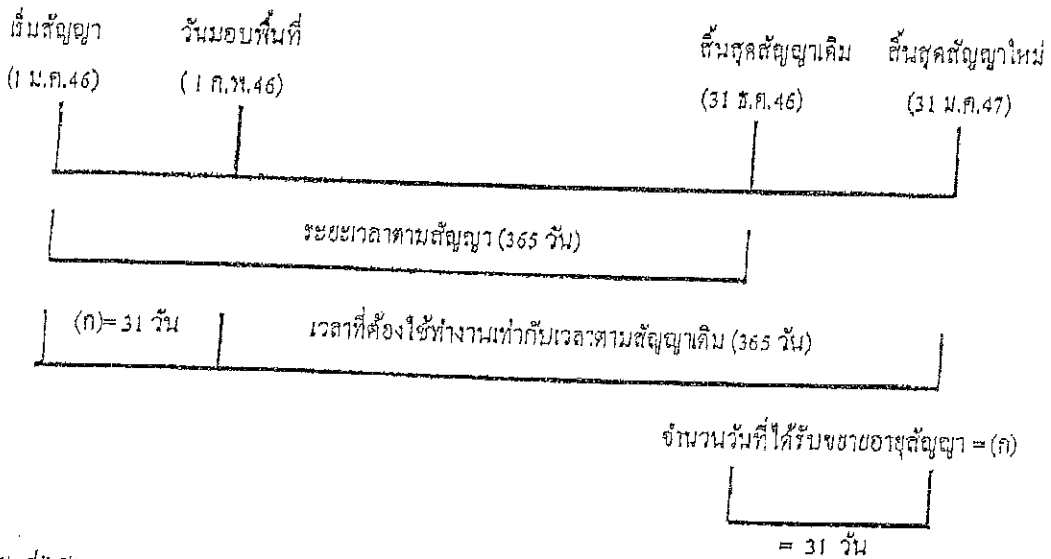 เริ่มสัญญา วันมอบพื้นที่ สิ้นสุดสัญญาเดิม สิ้นสุดสัญญาใหม่
(1 ม.ค.46) (1 ก.พ.46) (31 ธ.ค.46) (31 ม.ค.47)
ระยะเวลาตามสัญญา (365 วัน)
(ก)= 31 วัน เวลาที่ต้องใช้ทำงานเท่ากับเวลาตามสัญญาเดิม (365 วัน)
จำนวนวันที่ได้รับขยายอายุสัญญา = (ก)
= 31 วัน